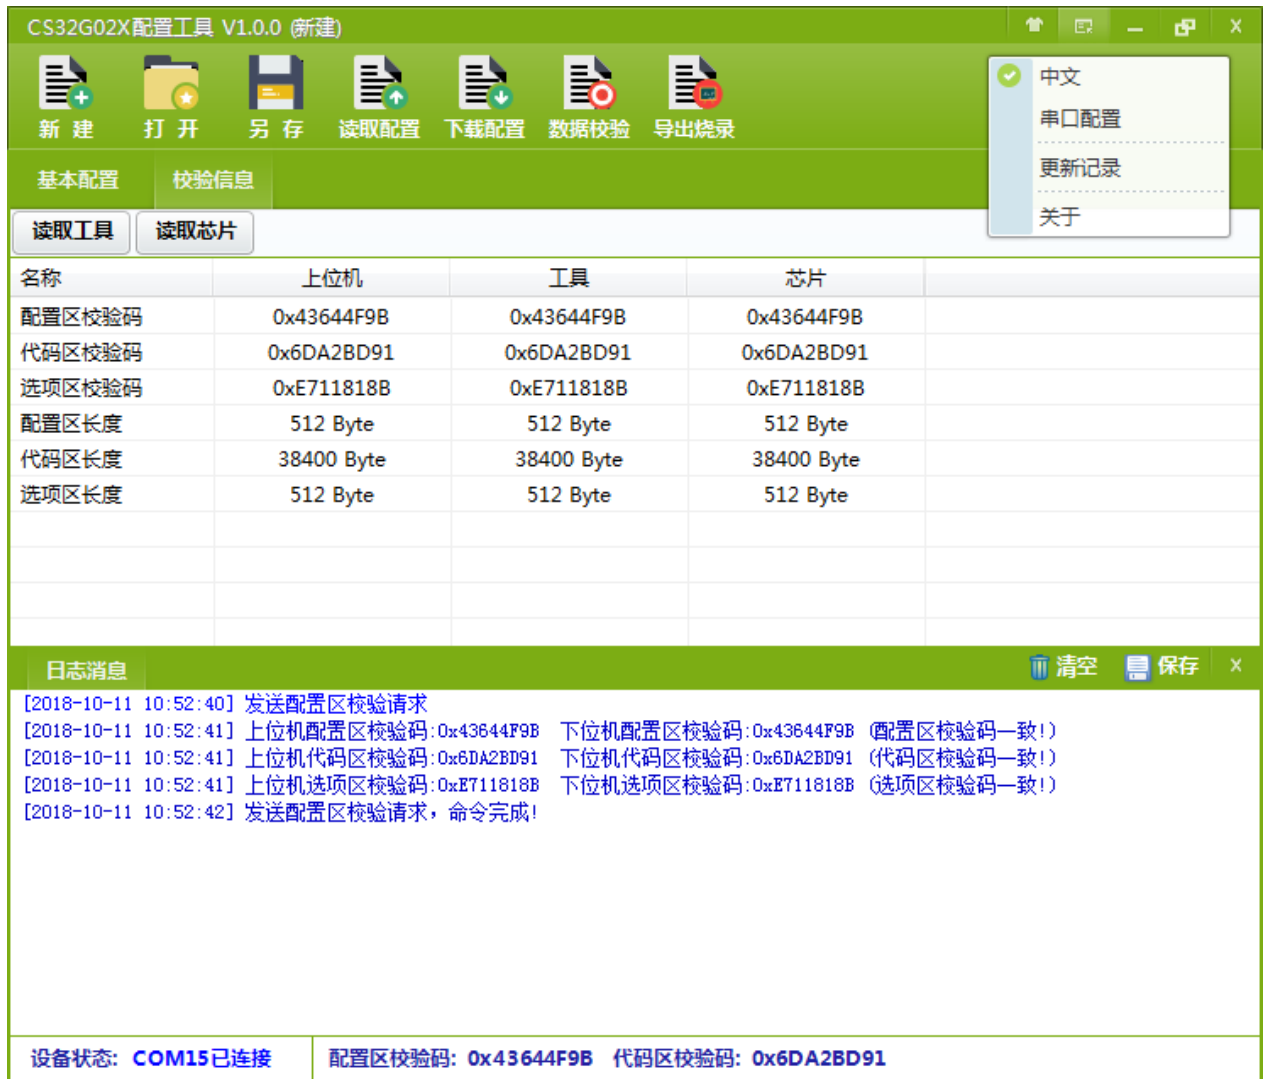 CS32G02X配置工具 V1.0.0 (新建)
X
新 建 打 开 另 存 读取配置 下载配置 数据校验 导出烧录
中文
串口配置
更新记录
关于
基本配置 校验信息
读取工具 读取芯片
名称 上位机 工具 芯片
配置区校验码 0x43644F9B 0x43644F9B 0x43644F9B
代码区校验码 0x6DA2BD91 0x6DA2BD91 0x6DA2BD91
选项区校验码 0xE711818B 0xE711818B 0xE711818B
配置区长度 512 Byte 512 Byte 512 Byte
代码区长度 38400 Byte 38400 Byte 38400 Byte
选项区长度 512 Byte 512 Byte 512 Byte
日志消息 清空 保存 x
[2018-10-11 10:52:40] 发送配置区校验请求
[2018-10-11 10:52:41] 上位机配置区校验码:0x43644F9B 下位机配置区校验码:0x43644F9B (配置区校验码一致!)
[2018-10-11 10:52:41] 上位机代码区校验码:0x6DA2BD91 下位机代码区校验码:0x6DA2BD91 (代码区校验码一致!)
[2018-10-11 10:52:41] 上位机选项区校验码:0xE711818B 下位机选项区校验码:0xE711818B (选项区校验码一致!)
[2018-10-11 10:52:42] 发送配置区校验请求，命令完成!
设备状态: COM15已连接 配置区校验码: 0x43644F9B 代码区校验码: 0x6DA2BD91